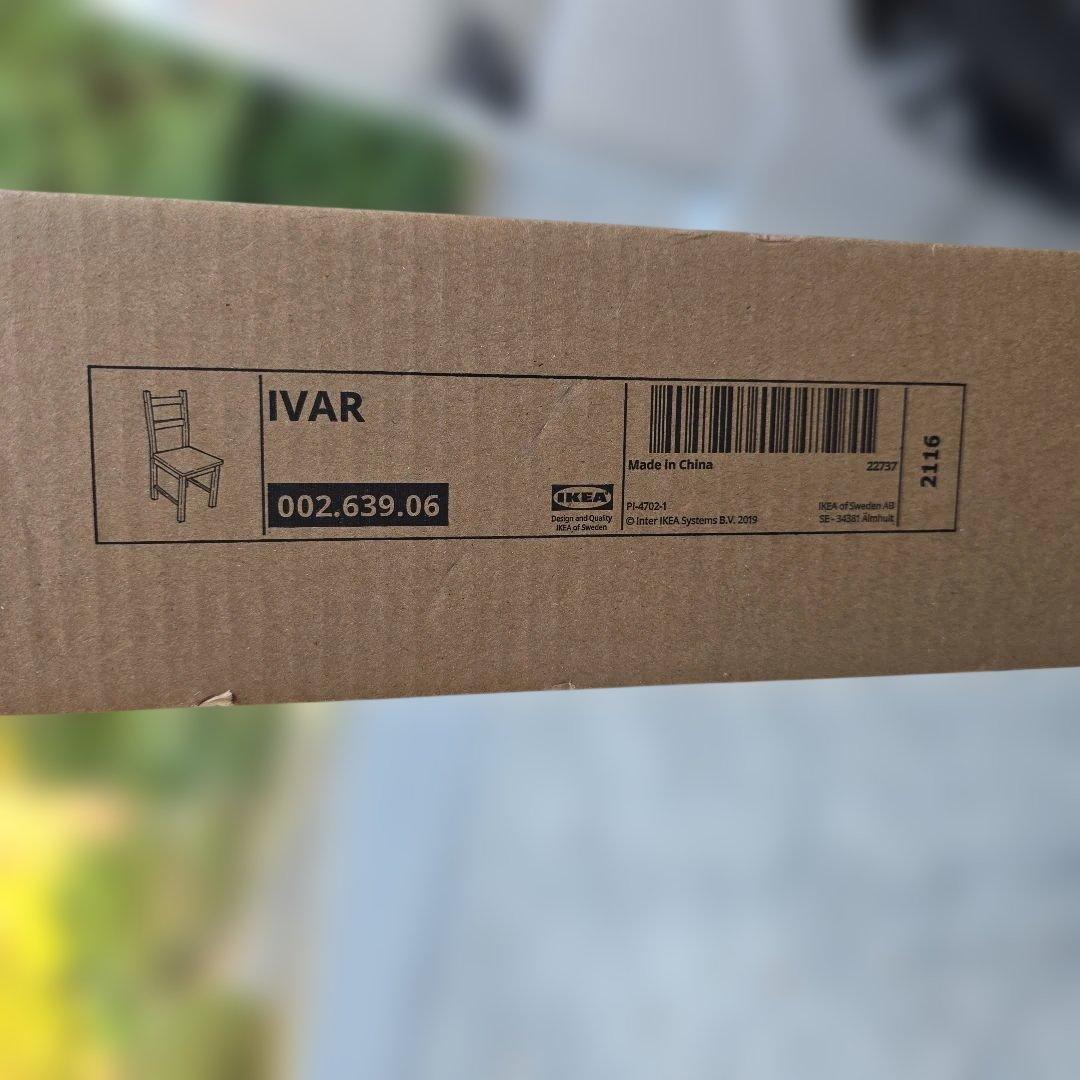 IVAR
002.639.06
IKEA
Design and Quality
IKEA of Sweden
Made in China
22737
PI-4702-1
© Inter IKEA Systems B.V. 2019
IKEA of Sweden AB
SE - 34381 Älmhult
2116